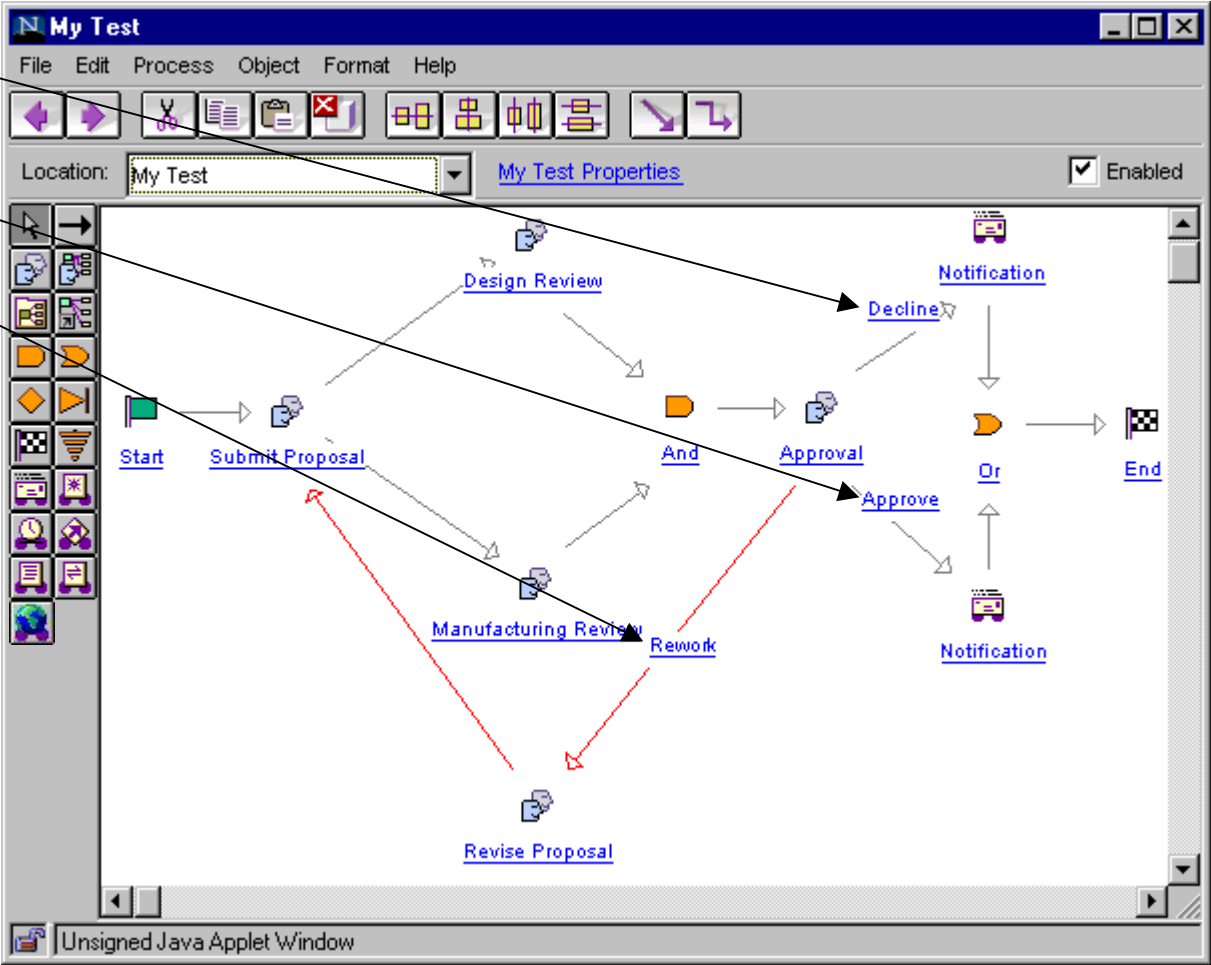 My Test
File Edit Process Object Format Help
Location: My Test My Test Properties Enabled
Design Review
Notification
Decline
Start
Submit Proposal
And
Approval
Or
End
Approve
Manufacturing Review
Rework
Notification
Revise Proposal
Unsigned Java Applet Window